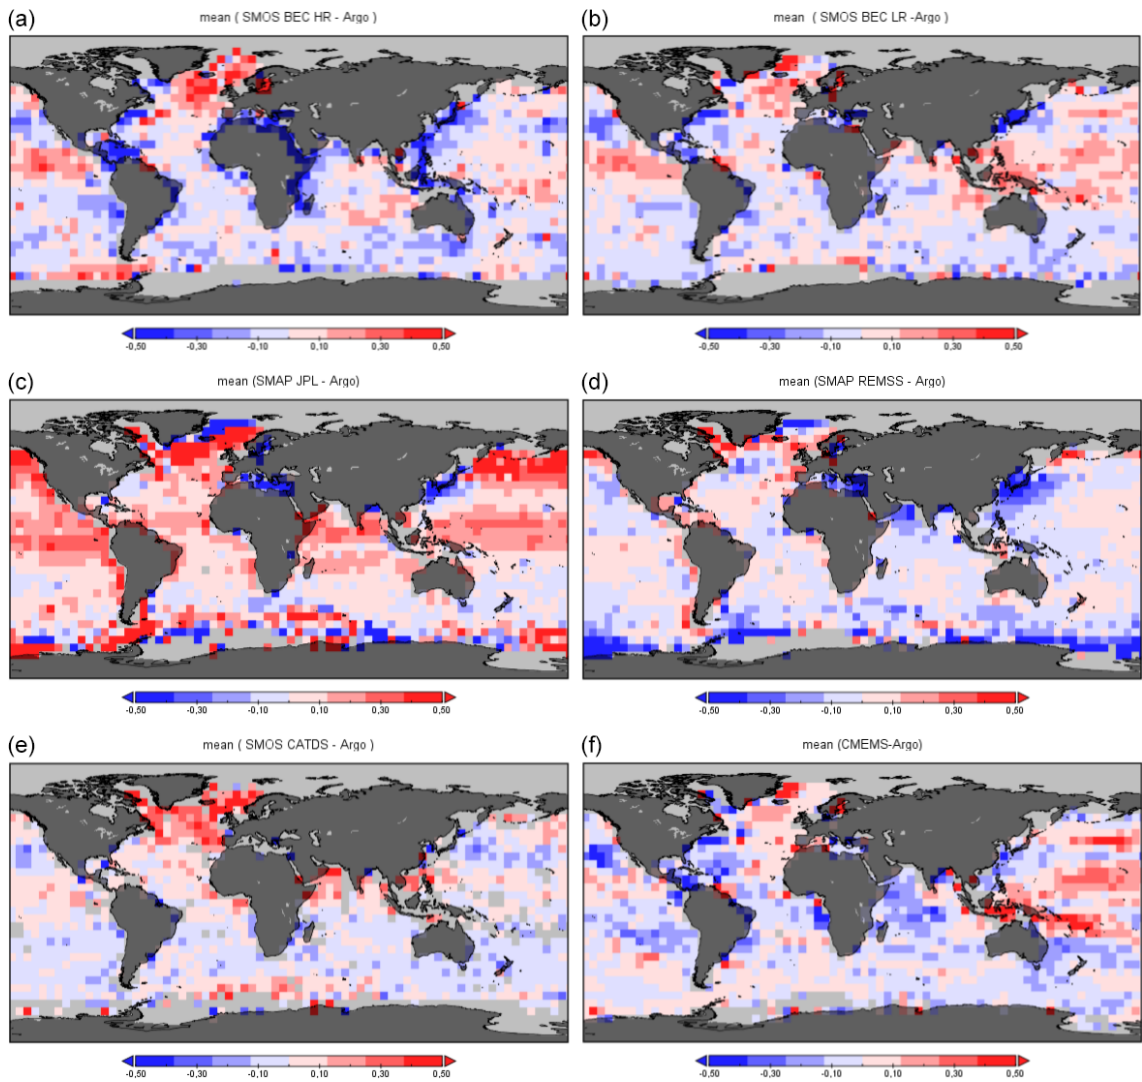 (a) mean ( SMOS BEC HR - Argo )
(b) mean ( SMOS BEC LR -Argo )
-0,50 -0,30 -0,10 0,10 0,30 0,50
-0,50 -0,30 -0,10 0,10 0,30 0,50
(c) mean (SMAP JPL - Argo)
(d) mean (SMAP REMSS - Argo)
-0,50 -0,30 -0,10 0,10 0,30 0,50
-0,50 -0,30 -0,10 0,10 0,30 0,50
(e) mean ( SMOS CATDS - Argo )
(f) mean (CMEMS-Argo)
-0,50 -0,30 -0,10 0,10 0,30 0,50
-0,50 -0,30 -0,10 0,10 0,30 0,50